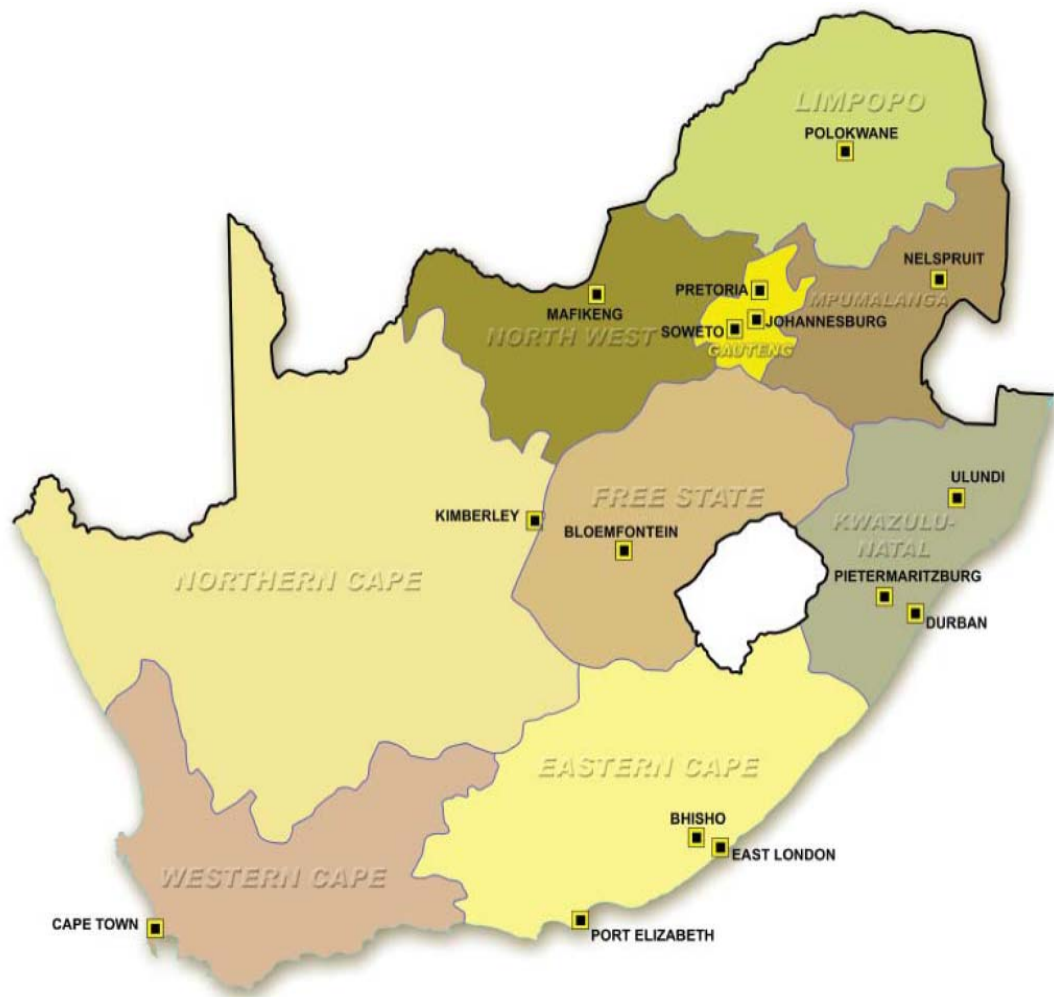 LIMPOPO
POLOKWANE
NELSPRUIT
PRETORIA
MPUMALANGA
MAFIKENG
JOHANNESBURG
SOWETO
NORTH WEST
GAUTENG
ULUNDI
FREE STATE
KIMBERLEY
KWAZULU-
NATAL
BLOEMFONTEIN
NORTHERN CAPE
PIETERMARITZBURG
DURBAN
EASTERN CAPE
BHISHO
EAST LONDON
WESTERN CAPE
CAPE TOWN
PORT ELIZABETH